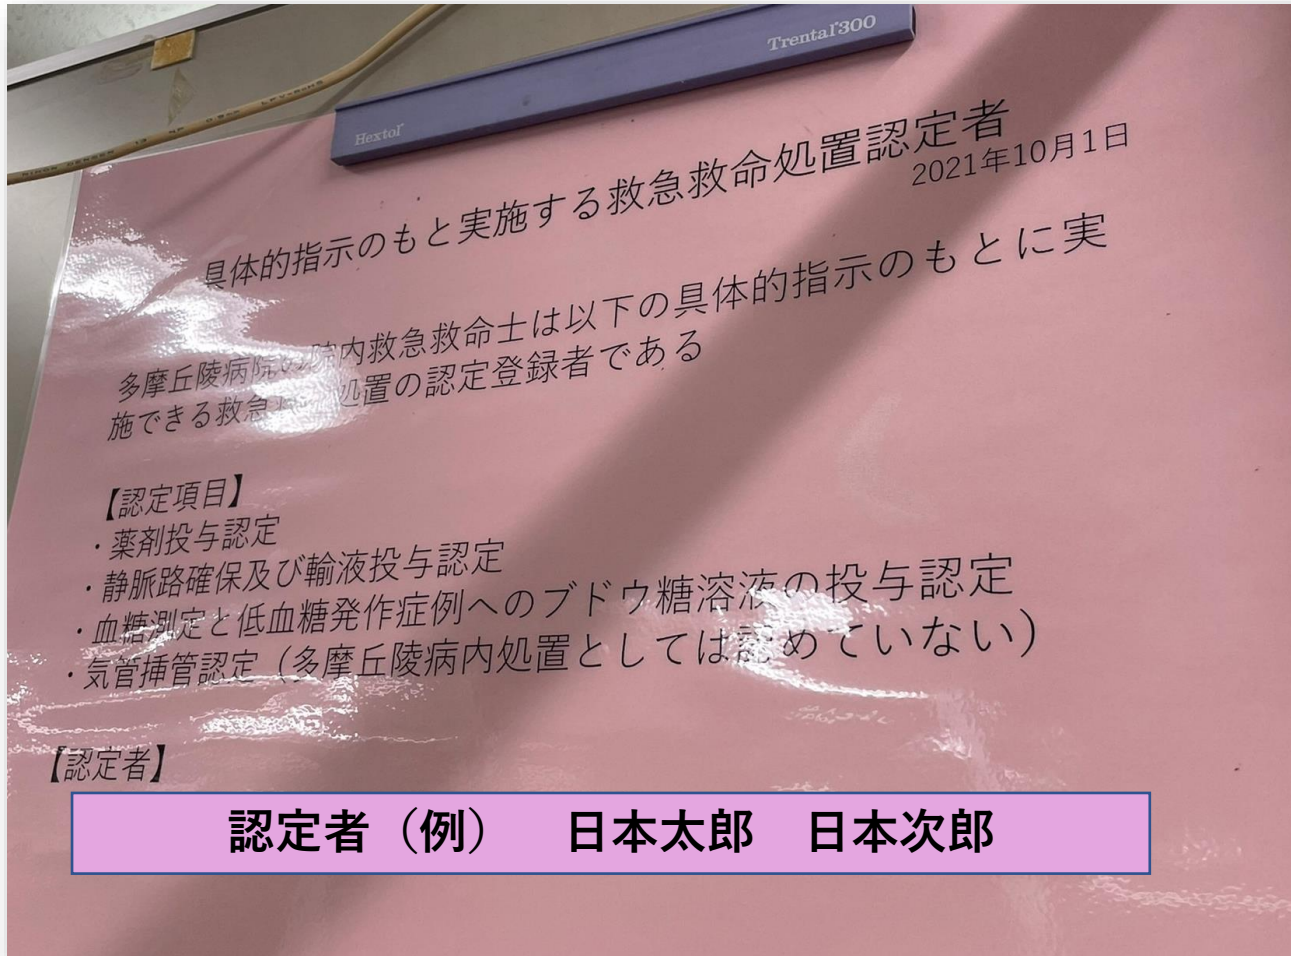 Trental 300
Hextol
具体的指示のもと実施する救急救命処置認定者
2021年10月1日
多摩丘陵病院の院内救急救命士は以下の具体的指示のもとに実
施できる救急 処置の認定登録者である
【認定項目】
・薬剤投与認定
・静脈路確保及び輸液投与認定
・血糖測定と低血糖発作症例へのブドウ糖溶液の投与認定
・気管挿管認定（多摩丘陵病内処置としては認めていない）
【認定者】
認定者（例）　日本太郎　日本次郎